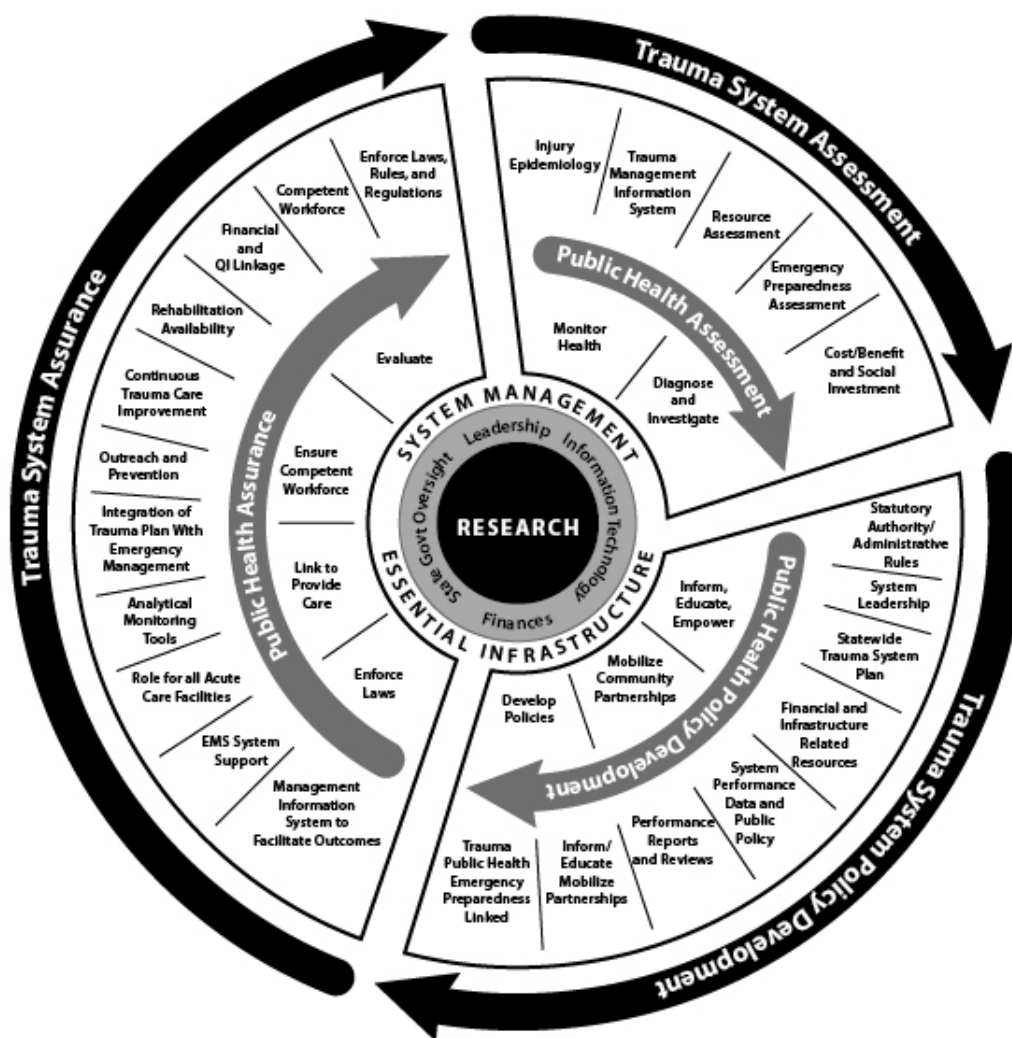 Trauma System Assessment
Injury
Epidemiology
Trauma
Management
Information
System
Resource
Assessment
Emergency
Preparedness
Assessment
Cost/Benefit
and Social
Investment
Public Health Assessment
Monitor
Health
Diagnose
and
Investigate
Trauma System Policy Development
Statutory
Authority/
Administrative
Rules
System
Leadership
Statewide
Trauma System
Plan
Financial and
Infrastructure
Related
Resources
System
Performance
Data and
Public
Policy
Performance
Reports
and Reviews
Inform/
Educate
Mobilize
Partnerships
Trauma
Public Health
Emergency
Preparedness
Linked
Public Health Policy Development
Inform,
Educate,
Empower
Mobilize
Community
Partnerships
Develop
Policies
Trauma System Assurance
Management
Information
System to
Facilitate Outcomes
EMS System
Support
Role for all Acute
Care Facilities
Analytical
Monitoring
Tools
Integration of
Trauma Plan With
Emergency
Management
Outreach and
Prevention
Continuous
Trauma Care
Improvement
Rehabilitation
Availability
Financial
and
QI Linkage
Competent
Workforce
Enforce Laws,
Rules, and
Regulations
Public Health Assurance
Enforce
Laws
Link to
Provide
Care
Ensure
Competent
Workforce
Evaluate
SYSTEM MANAGEMENT
ESSENTIAL INFRASTRUCTURE
State Govt Oversight
Leadership
Information Technology
Finances
RESEARCH